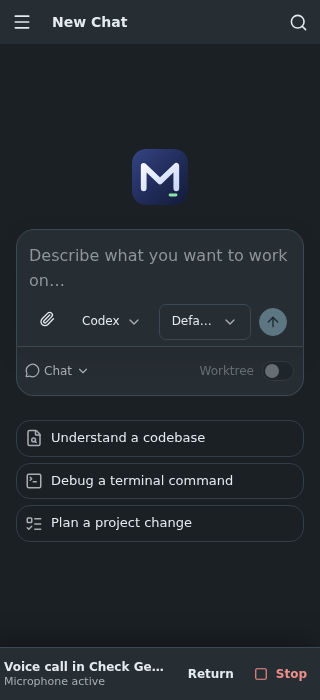 New Chat
Describe what you want to work
on...
Codex
Defa...
Chat
Worktree
Understand a codebase
Debug a terminal command
Plan a project change
Voice call in Check Ge...
Microphone active
Return
Stop